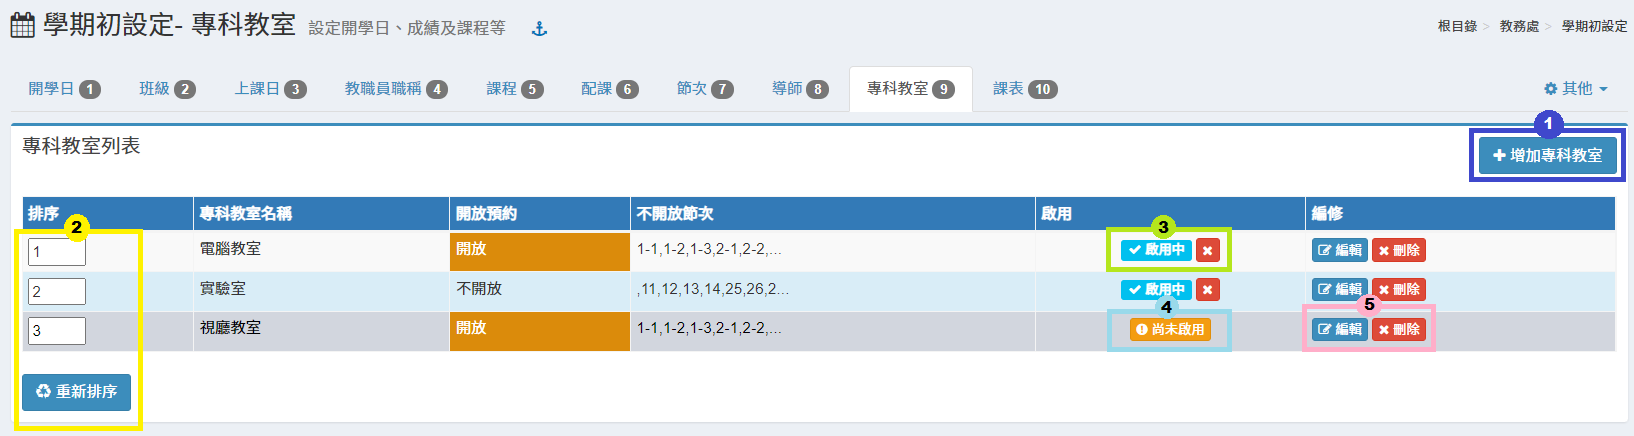 學期初設定- 專科教室 設定開學日、成績及課程等
根目錄 > 教務處 > 學期初設定
開學日 1 班級 2 上課日 3 教職員職稱 4 課程 5 配課 6 節次 7 導師 8 專科教室 9 課表 10 其他
1
專科教室列表
增加專科教室
排序 專科教室名稱 開放預約 不開放節次 啟用 編修
2 3
1 電腦教室 開放 1-1,1-2,1-3,2-1,2-2,... 啟用中 編輯 刪除
2 實驗室 不開放 ,11,12,13,14,25,26,2... 啟用中 編輯 刪除
4 5
3 視廳教室 開放 1-1,1-2,1-3,2-1,2-2,... 尚未啟用 編輯 刪除
重新排序